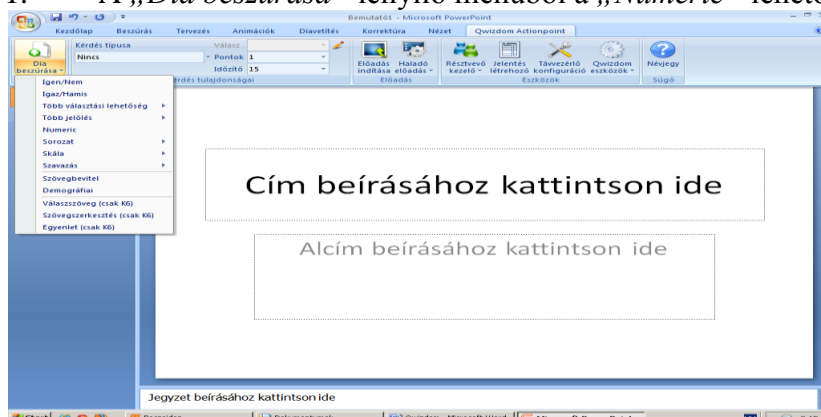 1. A „Dia beszúrása" lenyíló menüből a „Numeric" lehető
Bemutató1 - Microsoft PowerPoint
Kezdőlap Beszúrás Tervezés Animációk Diavetítés Korrektúra Nézet Qwizdom Actionpoint
Dia beszúrása
Kérdés típusa
Nincs
Válasz
Pontok 1
Időzítő 15
Kérdés tulajdonságai
Előadás indítása
Haladó előadás
Előadás
Résztvevő kezelő
Jelentés létrehozó
Távvezérlő konfiguráció
Qwizdom eszközök
Eszközök
Névjegy
Súgó
Igen/Nem
Igaz/Hamis
Több választási lehetőség
Több jelölés
Numeric
Sorozat
Skála
Szavazás
Szövegbevitel
Demográfiai
Válaszszöveg (csak K6)
Szövegszerkesztés (csak K6)
Egyenlet (csak K6)
Cím beírásához kattintson ide
Alcím beírásához kattintson ide
Jegyzet beírásához kattintson ide